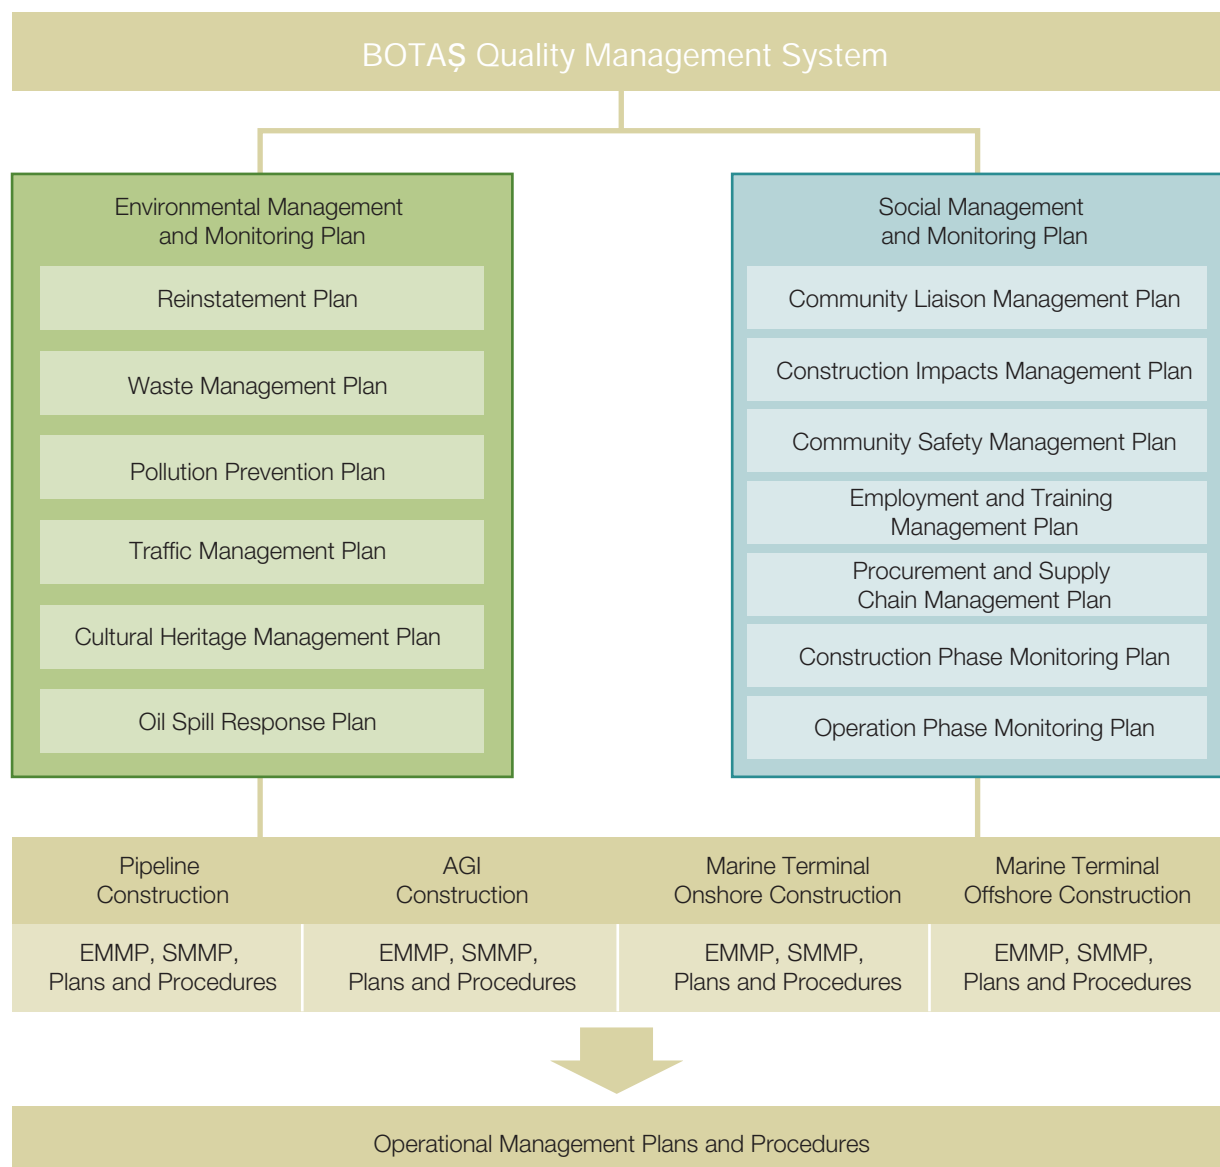 BOTAŞ Quality Management System
Environmental Management
and Monitoring Plan
Reinstatement Plan
Waste Management Plan
Pollution Prevention Plan
Traffic Management Plan
Cultural Heritage Management Plan
Oil Spill Response Plan
Social Management
and Monitoring Plan
Community Liaison Management Plan
Construction Impacts Management Plan
Community Safety Management Plan
Employment and Training
Management Plan
Procurement and Supply
Chain Management Plan
Construction Phase Monitoring Plan
Operation Phase Monitoring Plan
Pipeline
Construction
EMMP, SMMP,
Plans and Procedures
AGI
Construction
EMMP, SMMP,
Plans and Procedures
Marine Terminal
Onshore Construction
EMMP, SMMP,
Plans and Procedures
Marine Terminal
Offshore Construction
EMMP, SMMP,
Plans and Procedures
Operational Management Plans and Procedures